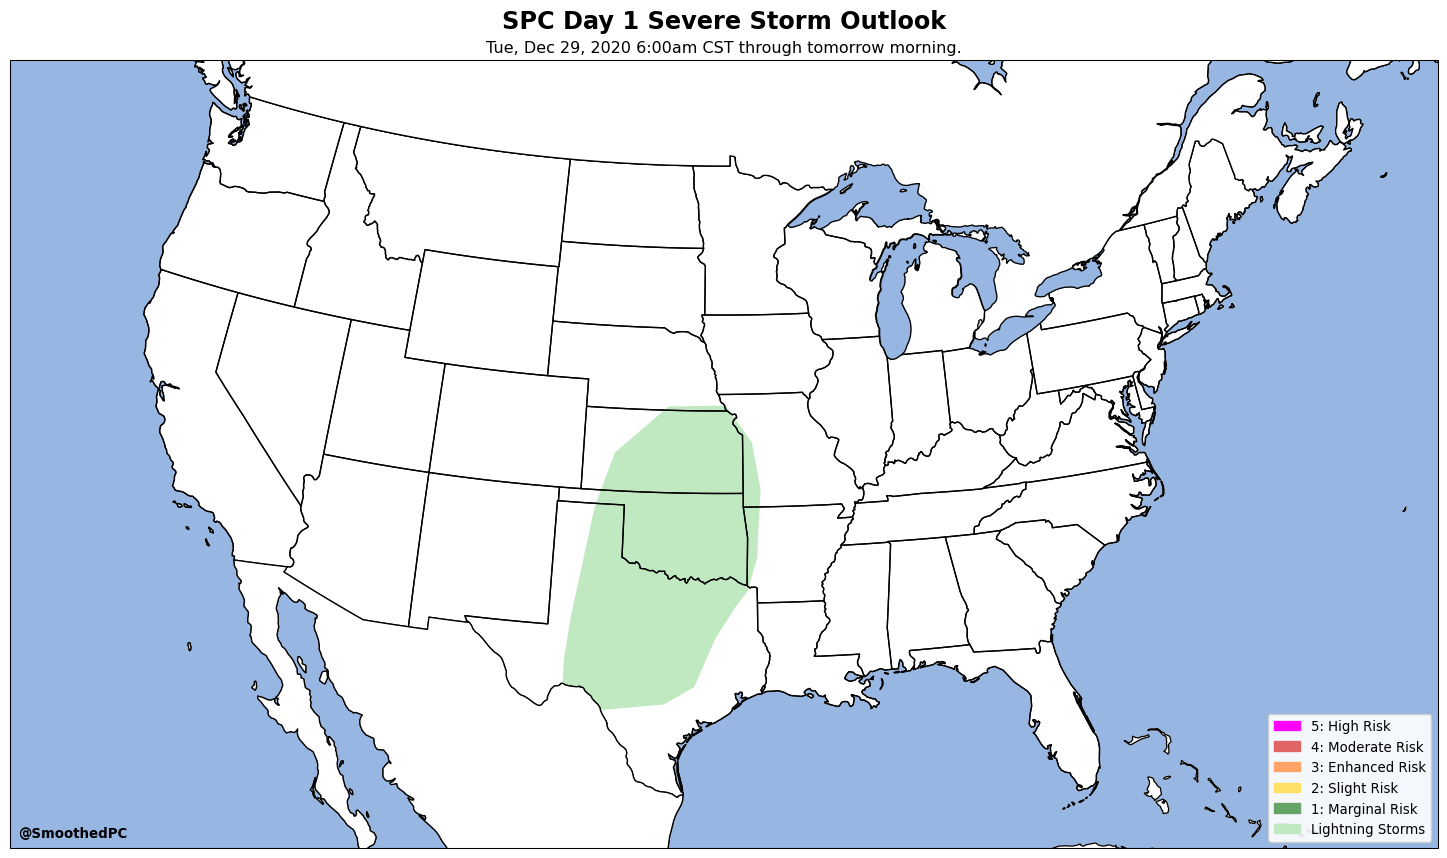 SPC Day 1 Severe Storm Outlook
Tue, Dec 29, 2020 6:00am CST through tomorrow morning.
5: High Risk
4: Moderate Risk
3: Enhanced Risk
2: Slight Risk
1: Marginal Risk
Lightning Storms
@SmoothedPC